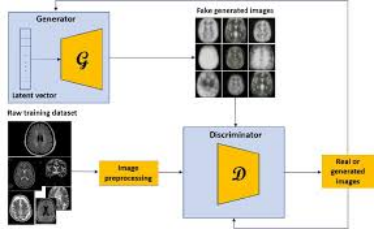 Generator
Fake generated images
G
Latent vector
Raw training dataset
Discriminator
Image
preprocessing
D
Real or
generated
images